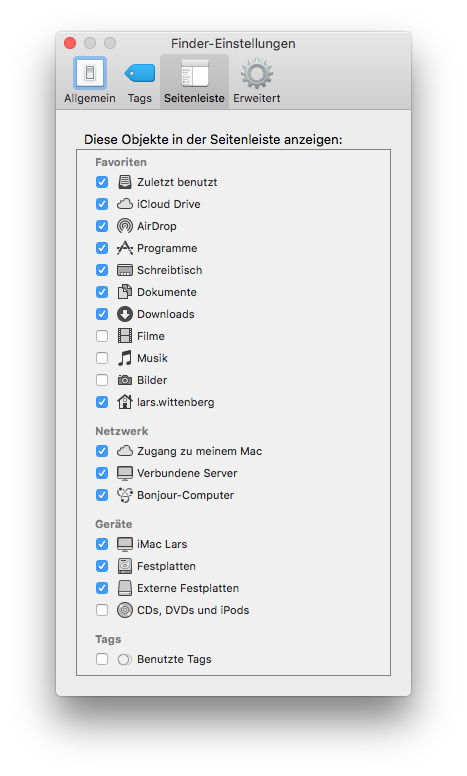 Finder-Einstellungen
Allgemein Tags Seitenleiste Erweitert
Diese Objekte in der Seitenleiste anzeigen:
Favoriten
Zuletzt benutzt
iCloud Drive
AirDrop
Programme
Schreibtisch
Dokumente
Downloads
Filme
Musik
Bilder
lars.wittenberg
Netzwerk
Zugang zu meinem Mac
Verbundene Server
Bonjour-Computer
Geräte
iMac Lars
Festplatten
Externe Festplatten
CDs, DVDs und iPods
Tags
Benutzte Tags